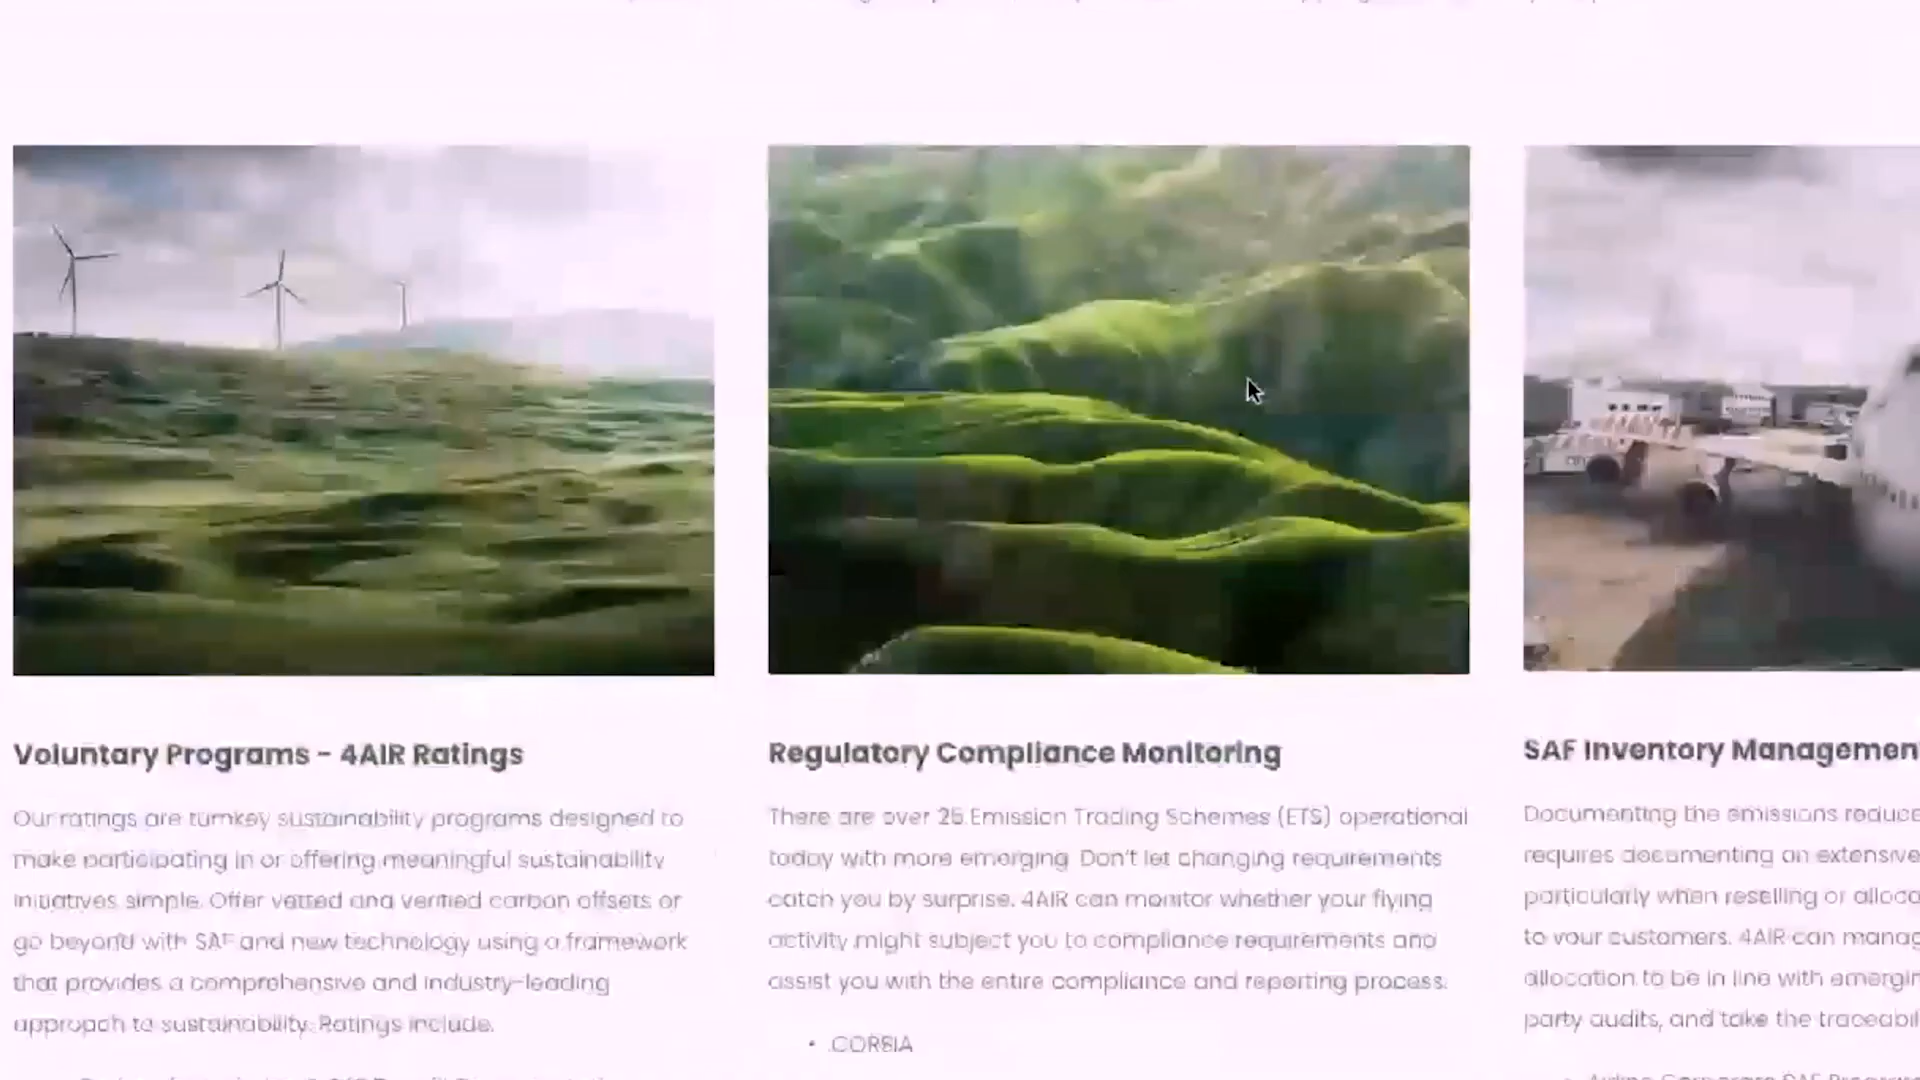 Voluntary Programs - 4AIR Ratings
Our ratings are turnkey sustainability programs designed to
make participating in or offering meaningful sustainability
initiatives simple. Offer vetted and verified carbon offsets or
go beyond with SAF and new technology using a framework
that provides a comprehensive and industry-leading
approach to sustainability. Ratings include.
Regulatory Compliance Monitoring
There are over 25 Emission Trading Schemes (ETS) operational
today with more emerging. Don't let changing requirements
catch you by surprise. 4AIR can monitor whether your flying
activity might subject you to compliance requirements and
assist you with the entire compliance and reporting process.
• CORSIA
SAF Inventory Managemen
Documenting the emissions reduce
requires documenting an extensive
particularly when reselling or alloca
to your customers. 4AIR can manag
allocation to be in line with emergin
party audits, and take the traceabil